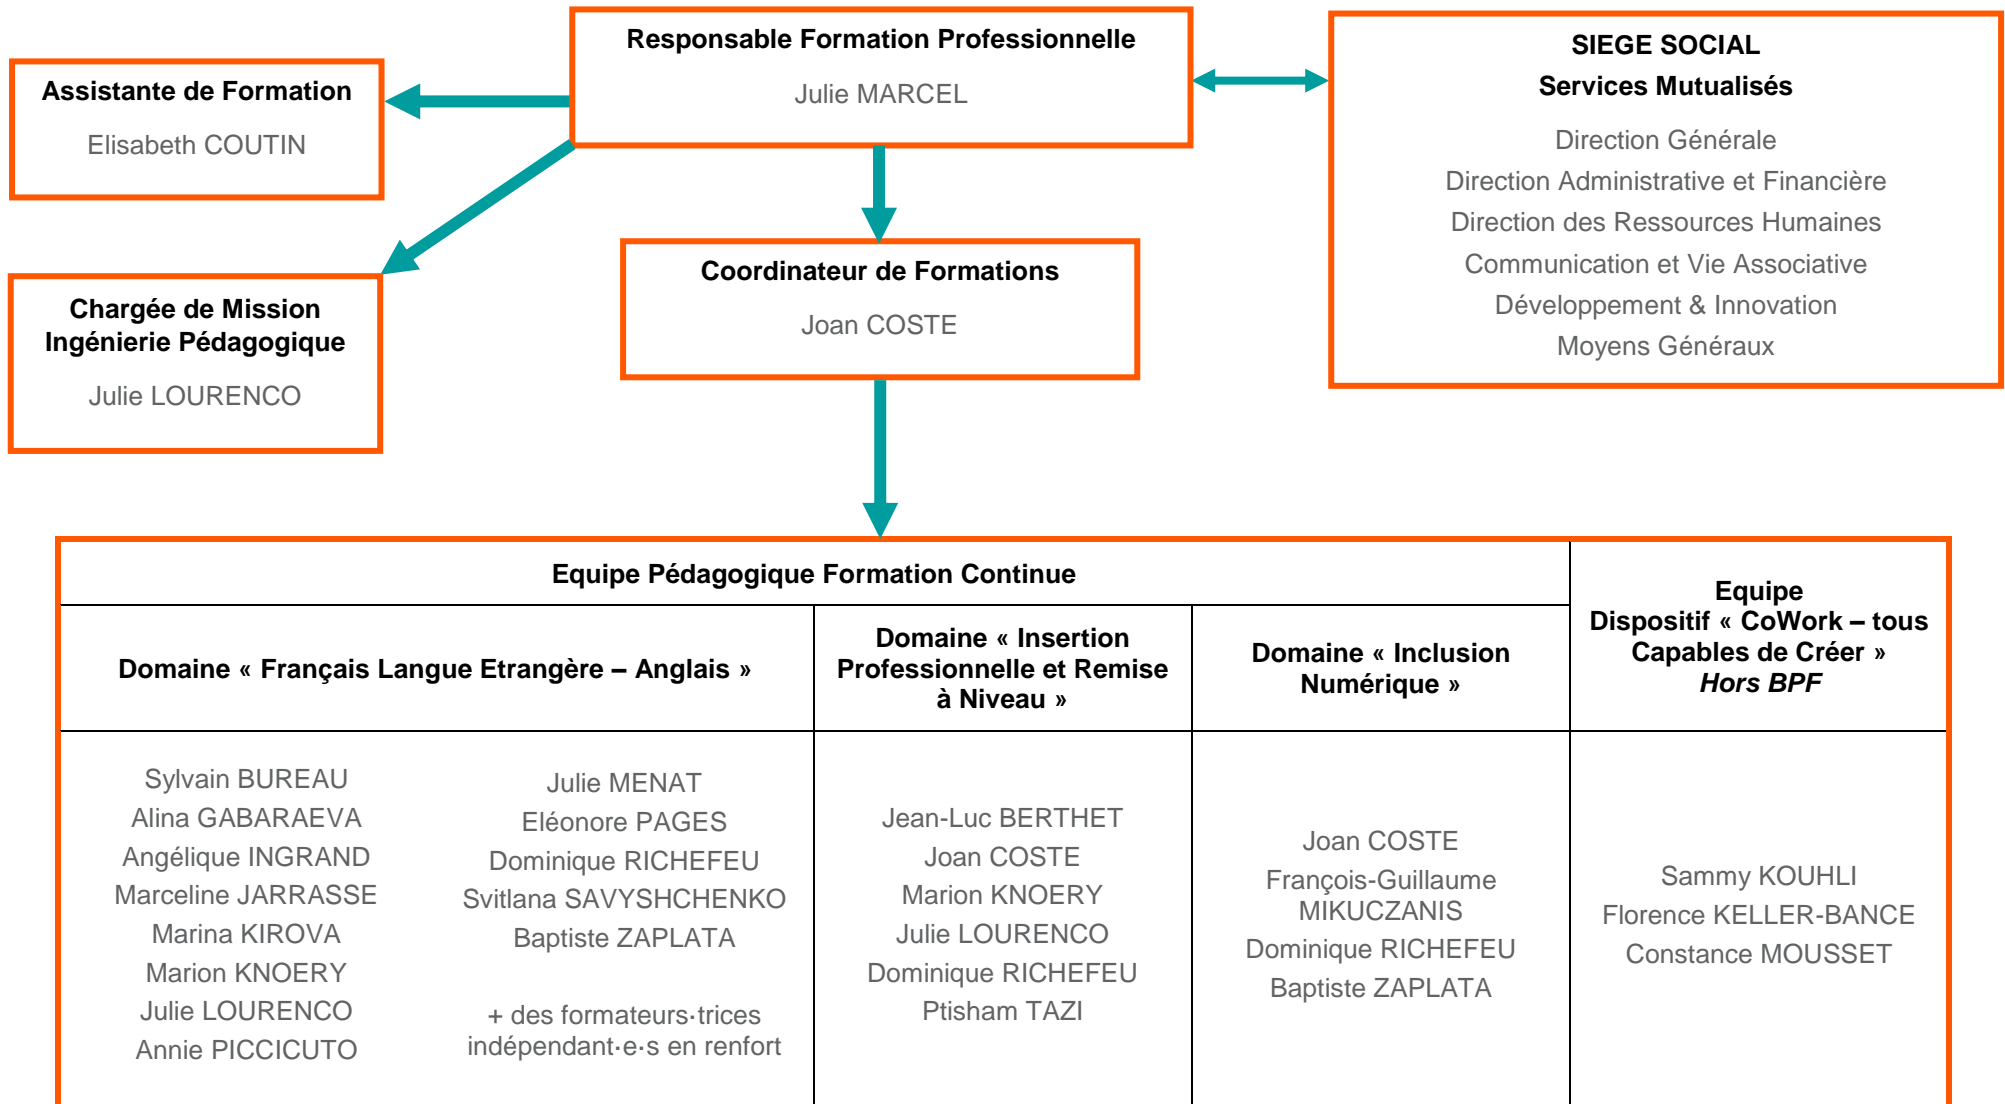 Responsable Formation Professionnelle
Julie MARCEL
SIEGE SOCIAL
Services Mutualisés
Direction Générale
Direction Administrative et Financière
Direction des Ressources Humaines
Communication et Vie Associative
Développement & Innovation
Moyens Généraux
Assistante de Formation
Elisabeth COUTIN
Chargée de Mission
Ingénierie Pédagogique
Julie LOURENCO
Coordinateur de Formations
Joan COSTE
Equipe Pédagogique Formation Continue
Equipe
Dispositif « CoWork – tous
Capables de Créer »
Hors BPF
Domaine « Français Langue Etrangère – Anglais »
Domaine « Insertion
Professionnelle et Remise
à Niveau »
Domaine « Inclusion
Numérique »
Sylvain BUREAU
Alina GABARAEVA
Angélique INGRAND
Marceline JARRASSE
Marina KIROVA
Marion KNOERY
Julie LOURENCO
Annie PICCICUTO
Julie MENAT
Eléonore PAGES
Dominique RICHEFEU
Svitlana SAVYSHCHENKO
Baptiste ZAPLATA
+ des formateurs·trices
indépendant·e·s en renfort
Jean-Luc BERTHET
Joan COSTE
Marion KNOERY
Julie LOURENCO
Dominique RICHEFEU
Ptisham TAZI
Joan COSTE
François-Guillaume
MIKUCZANIS
Dominique RICHEFEU
Baptiste ZAPLATA
Sammy KOUHLI
Florence KELLER-BANCE
Constance MOUSSET